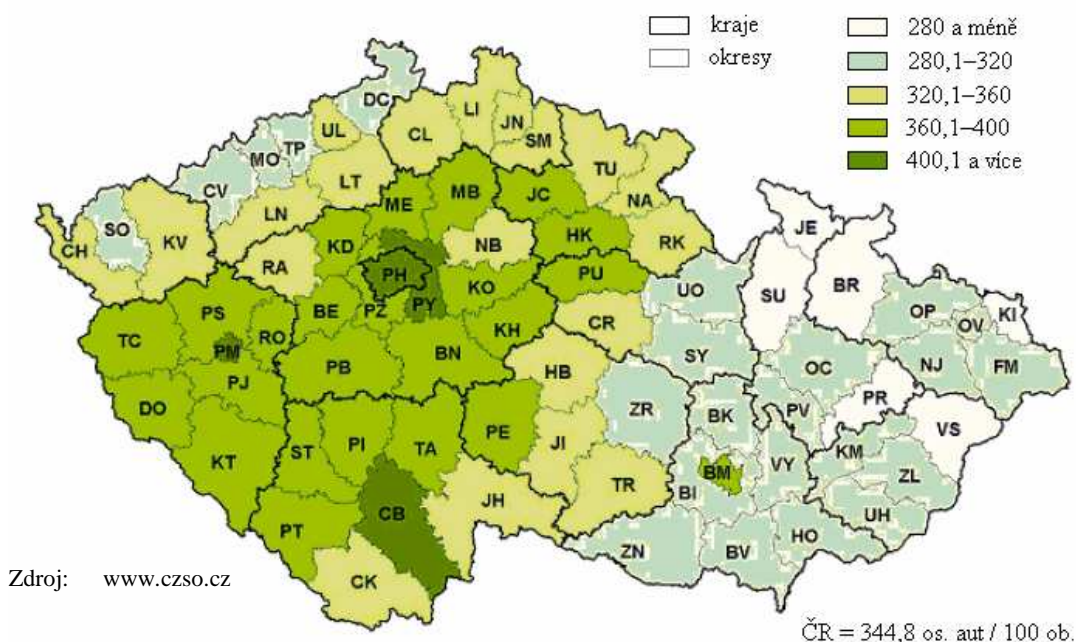 kraje
okresy
280 a méně
280,1–320
320,1–360
360,1–400
400,1 a více
DC
LI
JN
SM
UL
CL
TP
MO
CV
LT
TU
SO
LN
ME
MB
JC
NA
CH
KV
KD
NB
HK
RK
RA
JE
PH
PU
KO
BR
PS
BE
PZ
PY
UO
SU
OP
KI
OV
TC
RO
KH
CR
PM
PB
BN
SY
OC
NJ
FM
PJ
HB
DO
ZR
PR
BK
PV
VS
ST
PI
TA
PE
KT
JI
KM
VY
BM
ZL
BI
TR
JH
CB
UH
PT
HO
ZN
BV
CK
Zdroj: www.czso.cz
ČR = 344,8 os. aut / 100 ob.